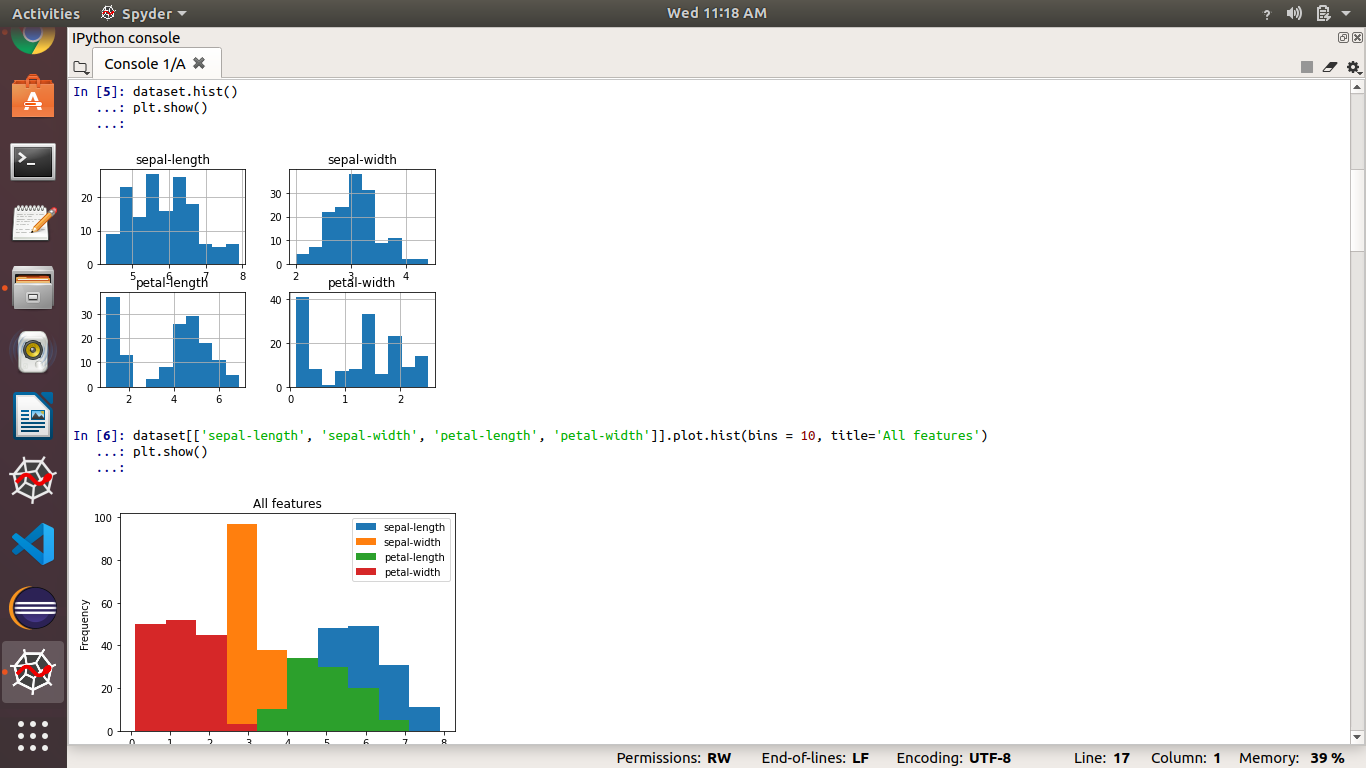 Activities Spyder Wed 11:18 AM ?
IPython console
Console 1/A
In [5]: dataset.hist()
...: plt.show()
...:
sepal-length sepal-width
20
10
0
5 6 7 8
30
20
10
0
2 3 4
petal-length petal-width
30
20
10
0
2 4 6
40
20
0
0 1 2
In [6]: dataset[['sepal-length', 'sepal-width', 'petal-length', 'petal-width']].plot.hist(bins = 10, title='All features')
...: plt.show()
...:
All features
100
80
60
40
20
0
Frequency
sepal-length
sepal-width
petal-length
petal-width
0 1 2 3 4 5 6 7 8
Permissions: RW End-of-lines: LF Encoding: UTF-8 Line: 17 Column: 1 Memory: 39 %